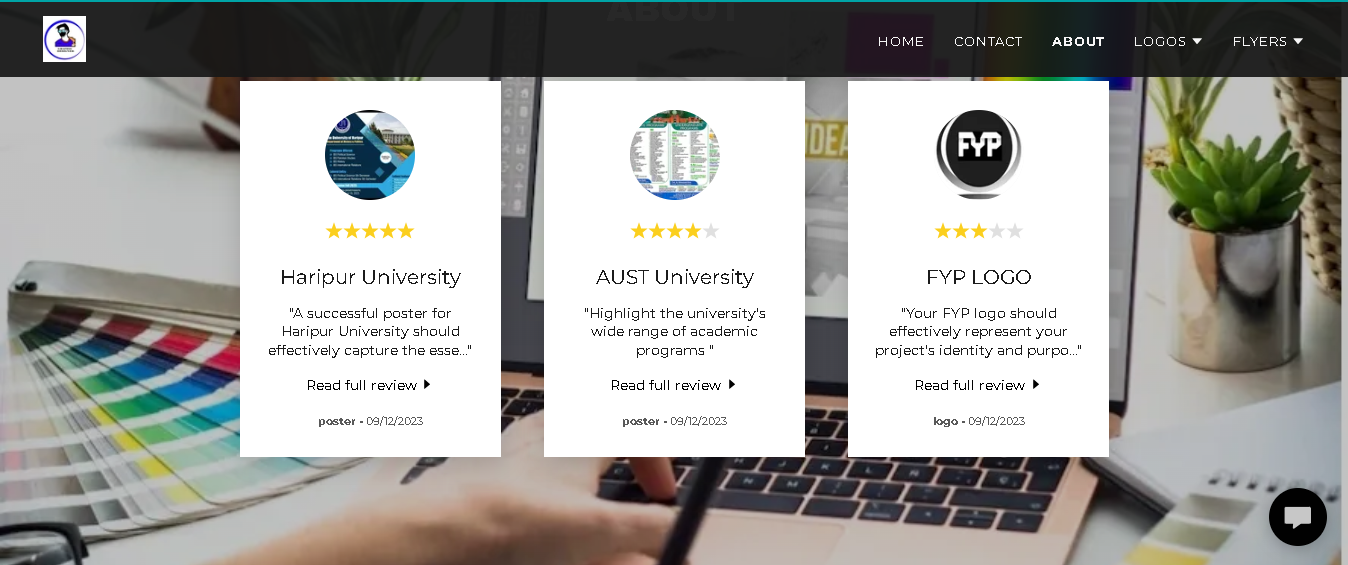 ABOUT
HOME
CONTACT
ABOUT
LOGOS
FLYERS
IDEA
FYP
Haripur University
"A successful poster for
Haripur University should
effectively capture the esse..."
Read full review
poster - 09/12/2023
AUST University
"Highlight the university's
wide range of academic
programs "
Read full review
poster - 09/12/2023
FYP LOGO
"Your FYP logo should
effectively represent your
project's identity and purpo..."
Read full review
logo - 09/12/2023